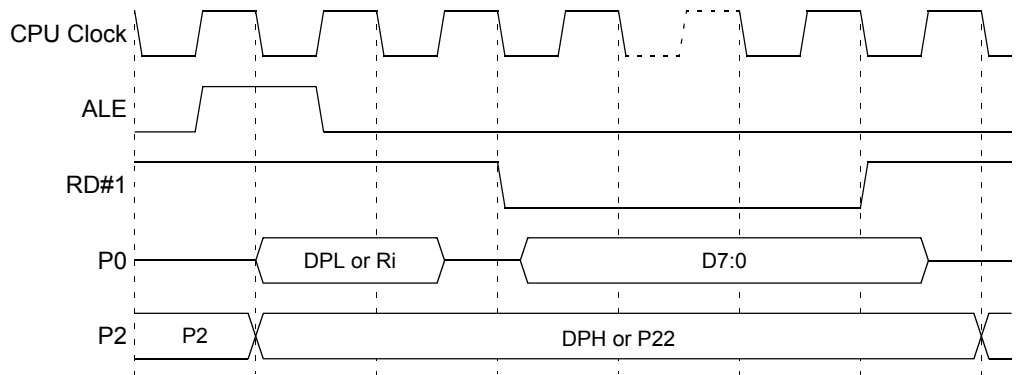 CPU Clock
ALE
RD#1
P0 DPL or Ri D7:0
P2 P2 DPH or P22